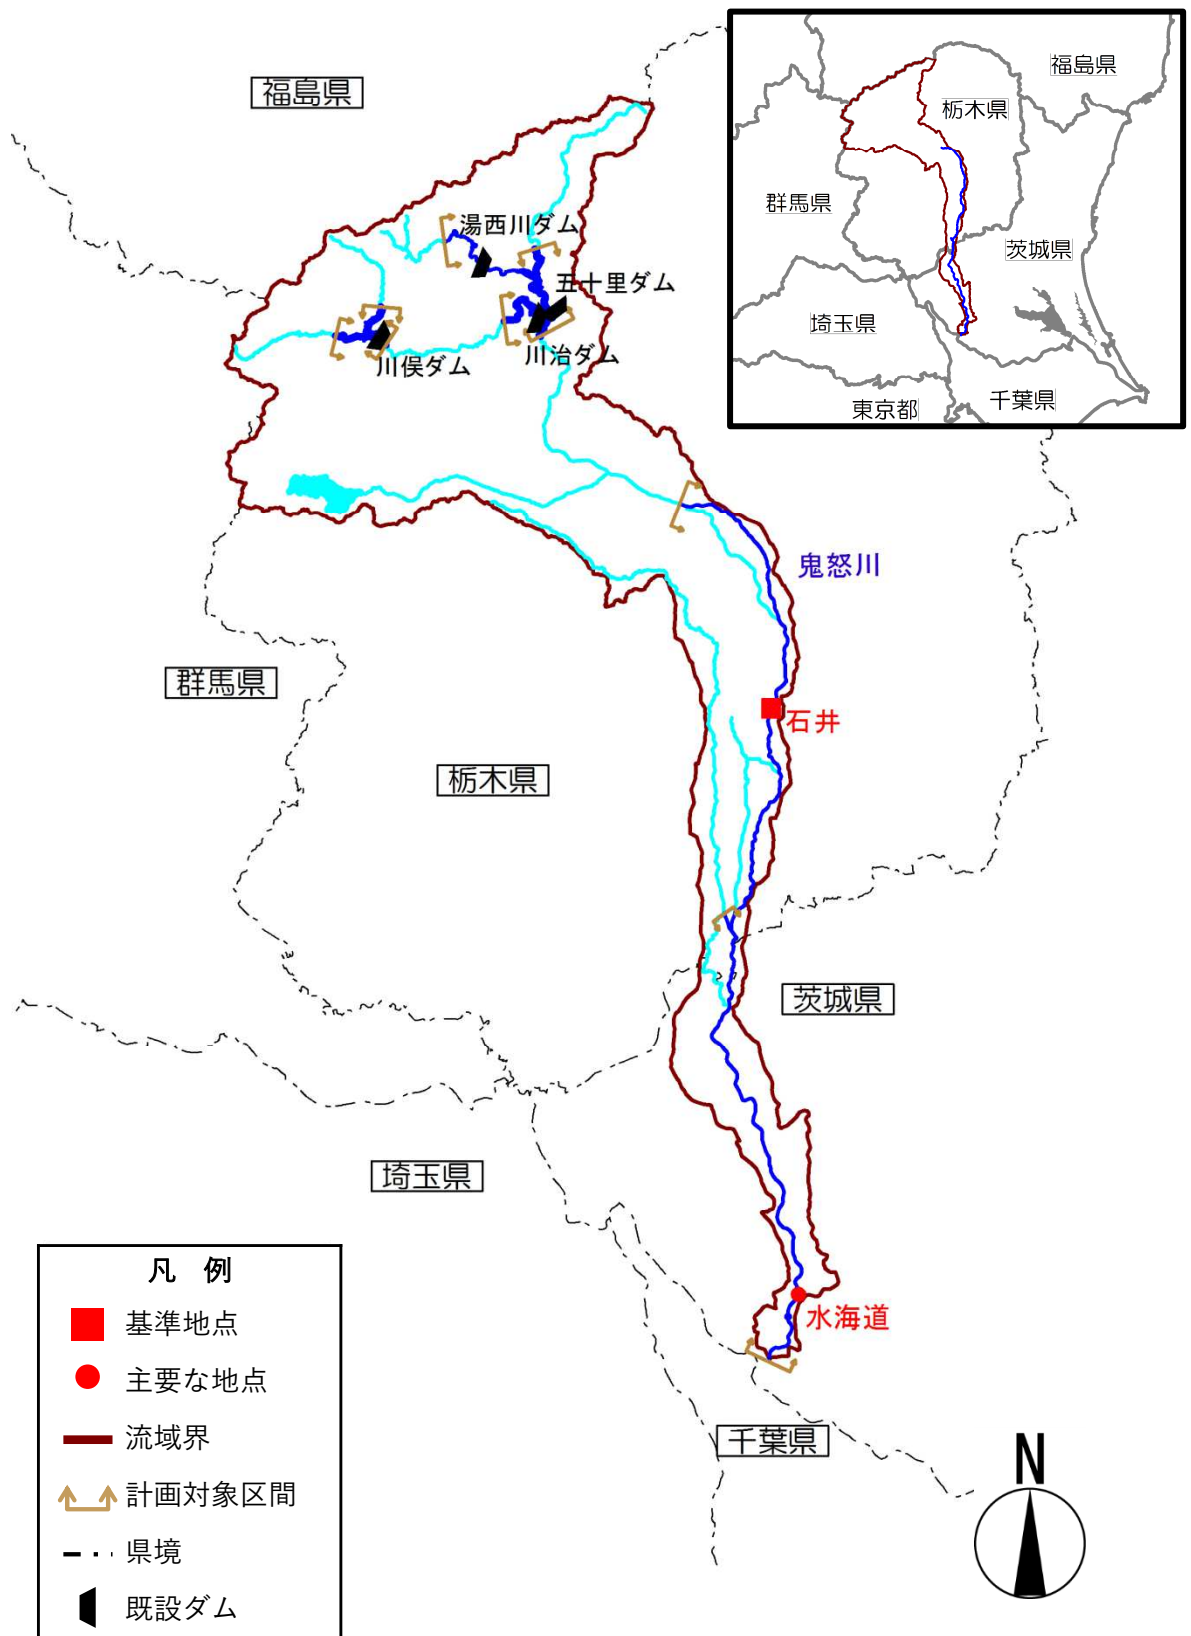 福島県
福島県
栃木県
群馬県
茨城県
埼玉県
東京都
千葉県
湯西川ダム
五十里ダム
川治ダム
川俣ダム
鬼怒川
群馬県
石井
栃木県
茨城県
埼玉県
水海道
千葉県
凡 例
基準地点
主要な地点
流域界
計画対象区間
県境
既設ダム
N